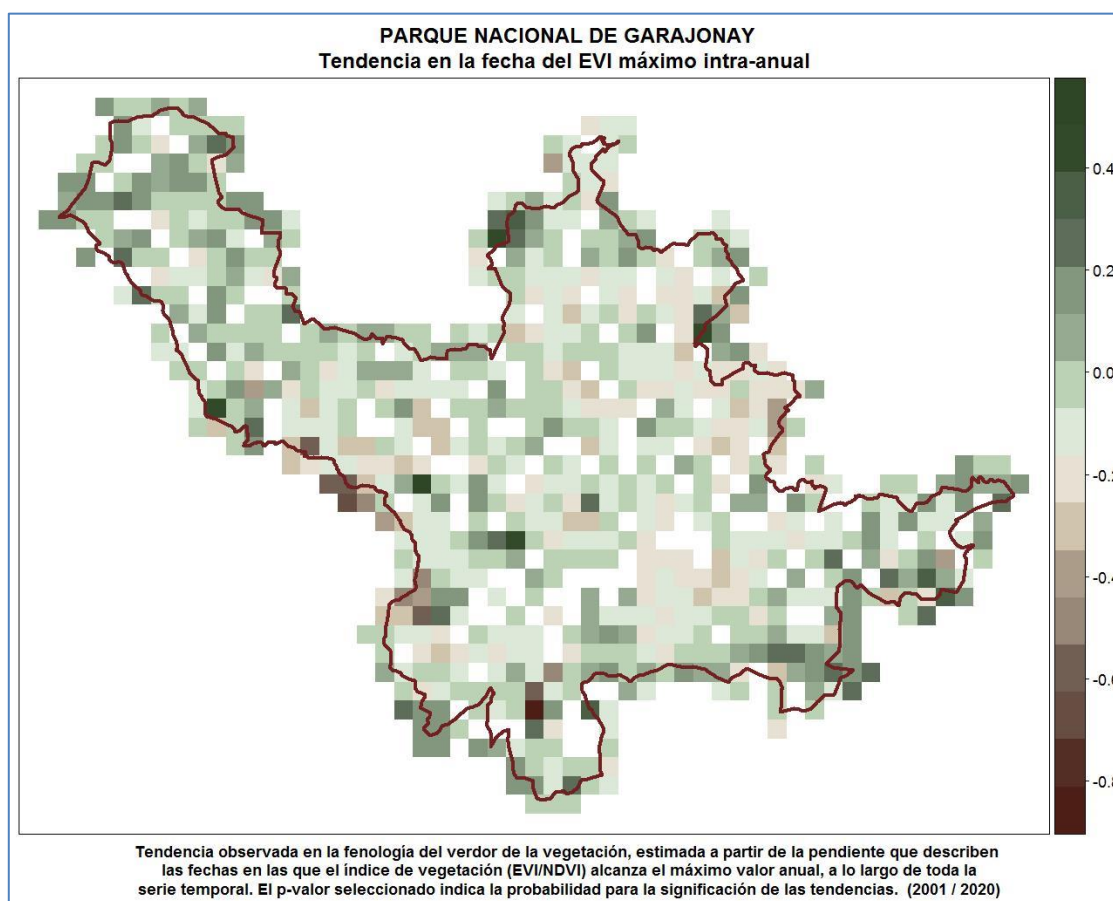 PARQUE NACIONAL DE GARAJONAY
Tendencia en la fecha del EVI máximo intra-anual
0.4
0.2
0.0
-0.2
-0.4
-0.6
-0.8
Tendencia observada en la fenología del verdor de la vegetación, estimada a partir de la pendiente que describen
las fechas en las que el índice de vegetación (EVI/NDVI) alcanza el máximo valor anual, a lo largo de toda la
serie temporal. El p-valor seleccionado indica la probabilidad para la significación de las tendencias. (2001 / 2020)